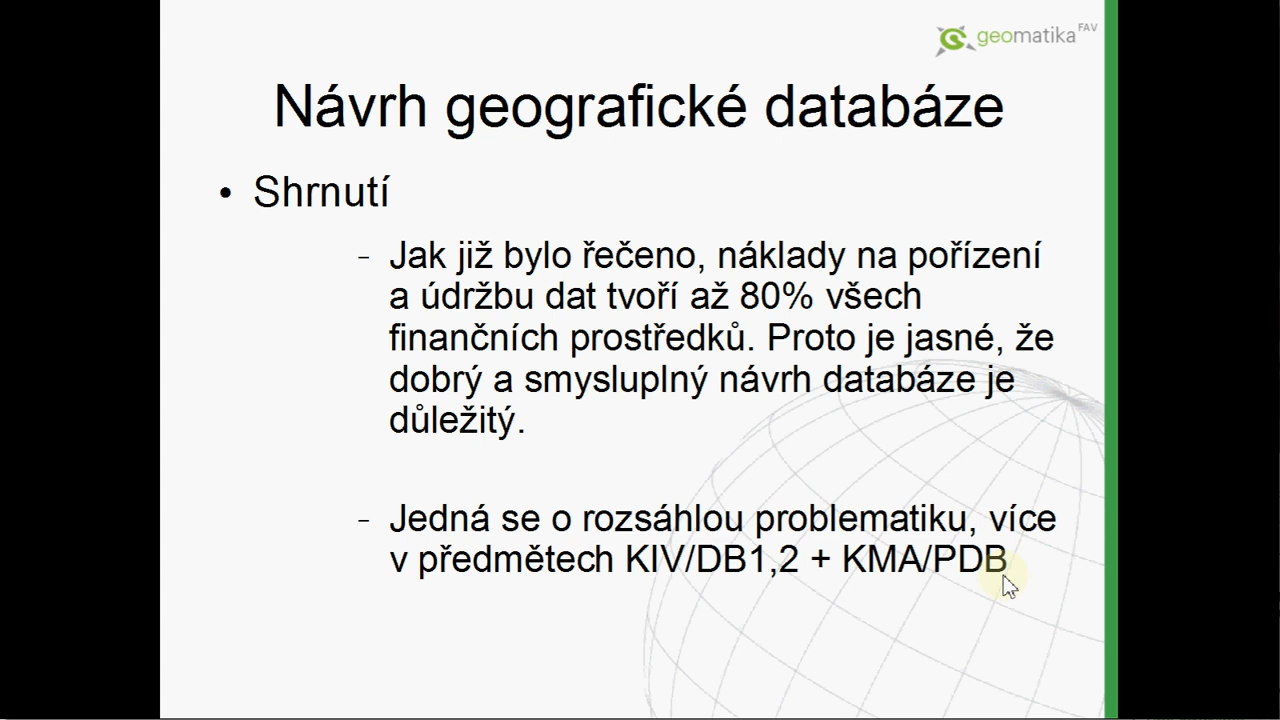 geomatika FAV
Návrh geografické databáze
• Shrnutí
– Jak již bylo řečeno, náklady na pořízení
a údržbu dat tvoří až 80% všech
finančních prostředků. Proto je jasné, že
dobrý a smysluplný návrh databáze je
důležitý.
– Jedná se o rozsáhlou problematiku, více
v předmětech KIV/DB1,2 + KMA/PDB